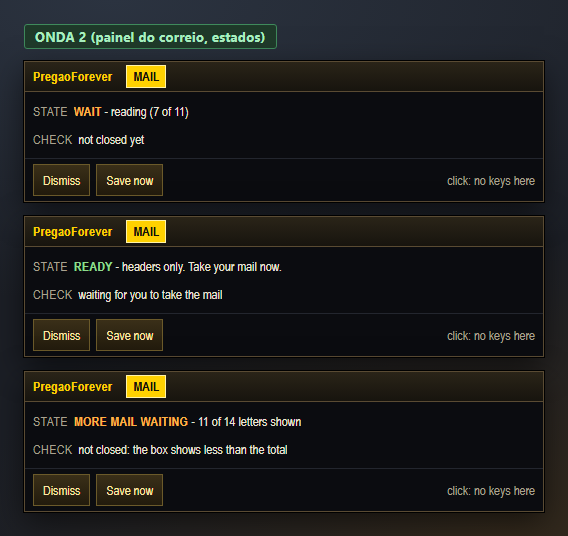 ONDA 2 (painel do correio, estados)
PregaoForever MAIL
STATE WAIT - reading (7 of 11)
CHECK not closed yet
Dismiss Save now click: no keys here
PregaoForever MAIL
STATE READY - headers only. Take your mail now.
CHECK waiting for you to take the mail
Dismiss Save now click: no keys here
PregaoForever MAIL
STATE MORE MAIL WAITING - 11 of 14 letters shown
CHECK not closed: the box shows less than the total
Dismiss Save now click: no keys here